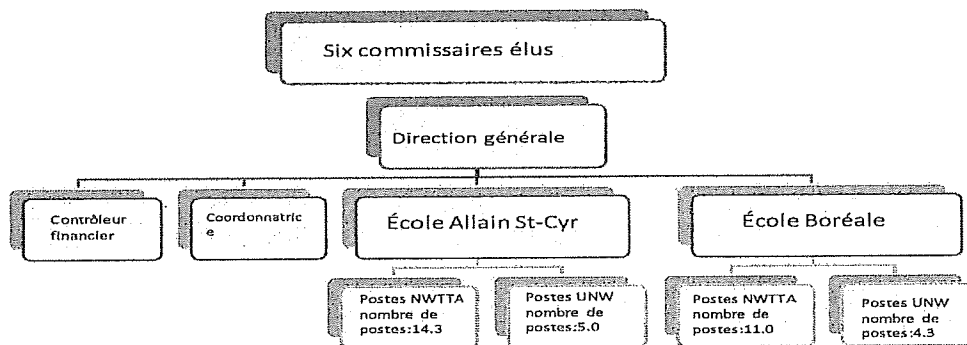 Six commissaires élus
Direction générale
Contrôleur
financier
Coordonnatric
e
École Allain St-Cyr
École Boréale
Postes NWTTA
nombre de
postes:14.3
Postes UNW
nombre de
postes:5.0
Postes NWTTA
nombre de
postes:11.0
Postes UNW
nombre de
postes:4.3